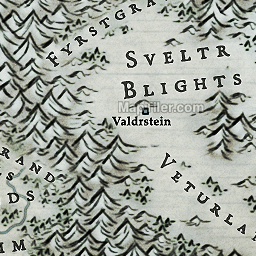 FYRSTGRA
SVELTR
BLIGHTS
MapTiler.com
Valdrstein
RAND
S
DS
VETURLA
IM